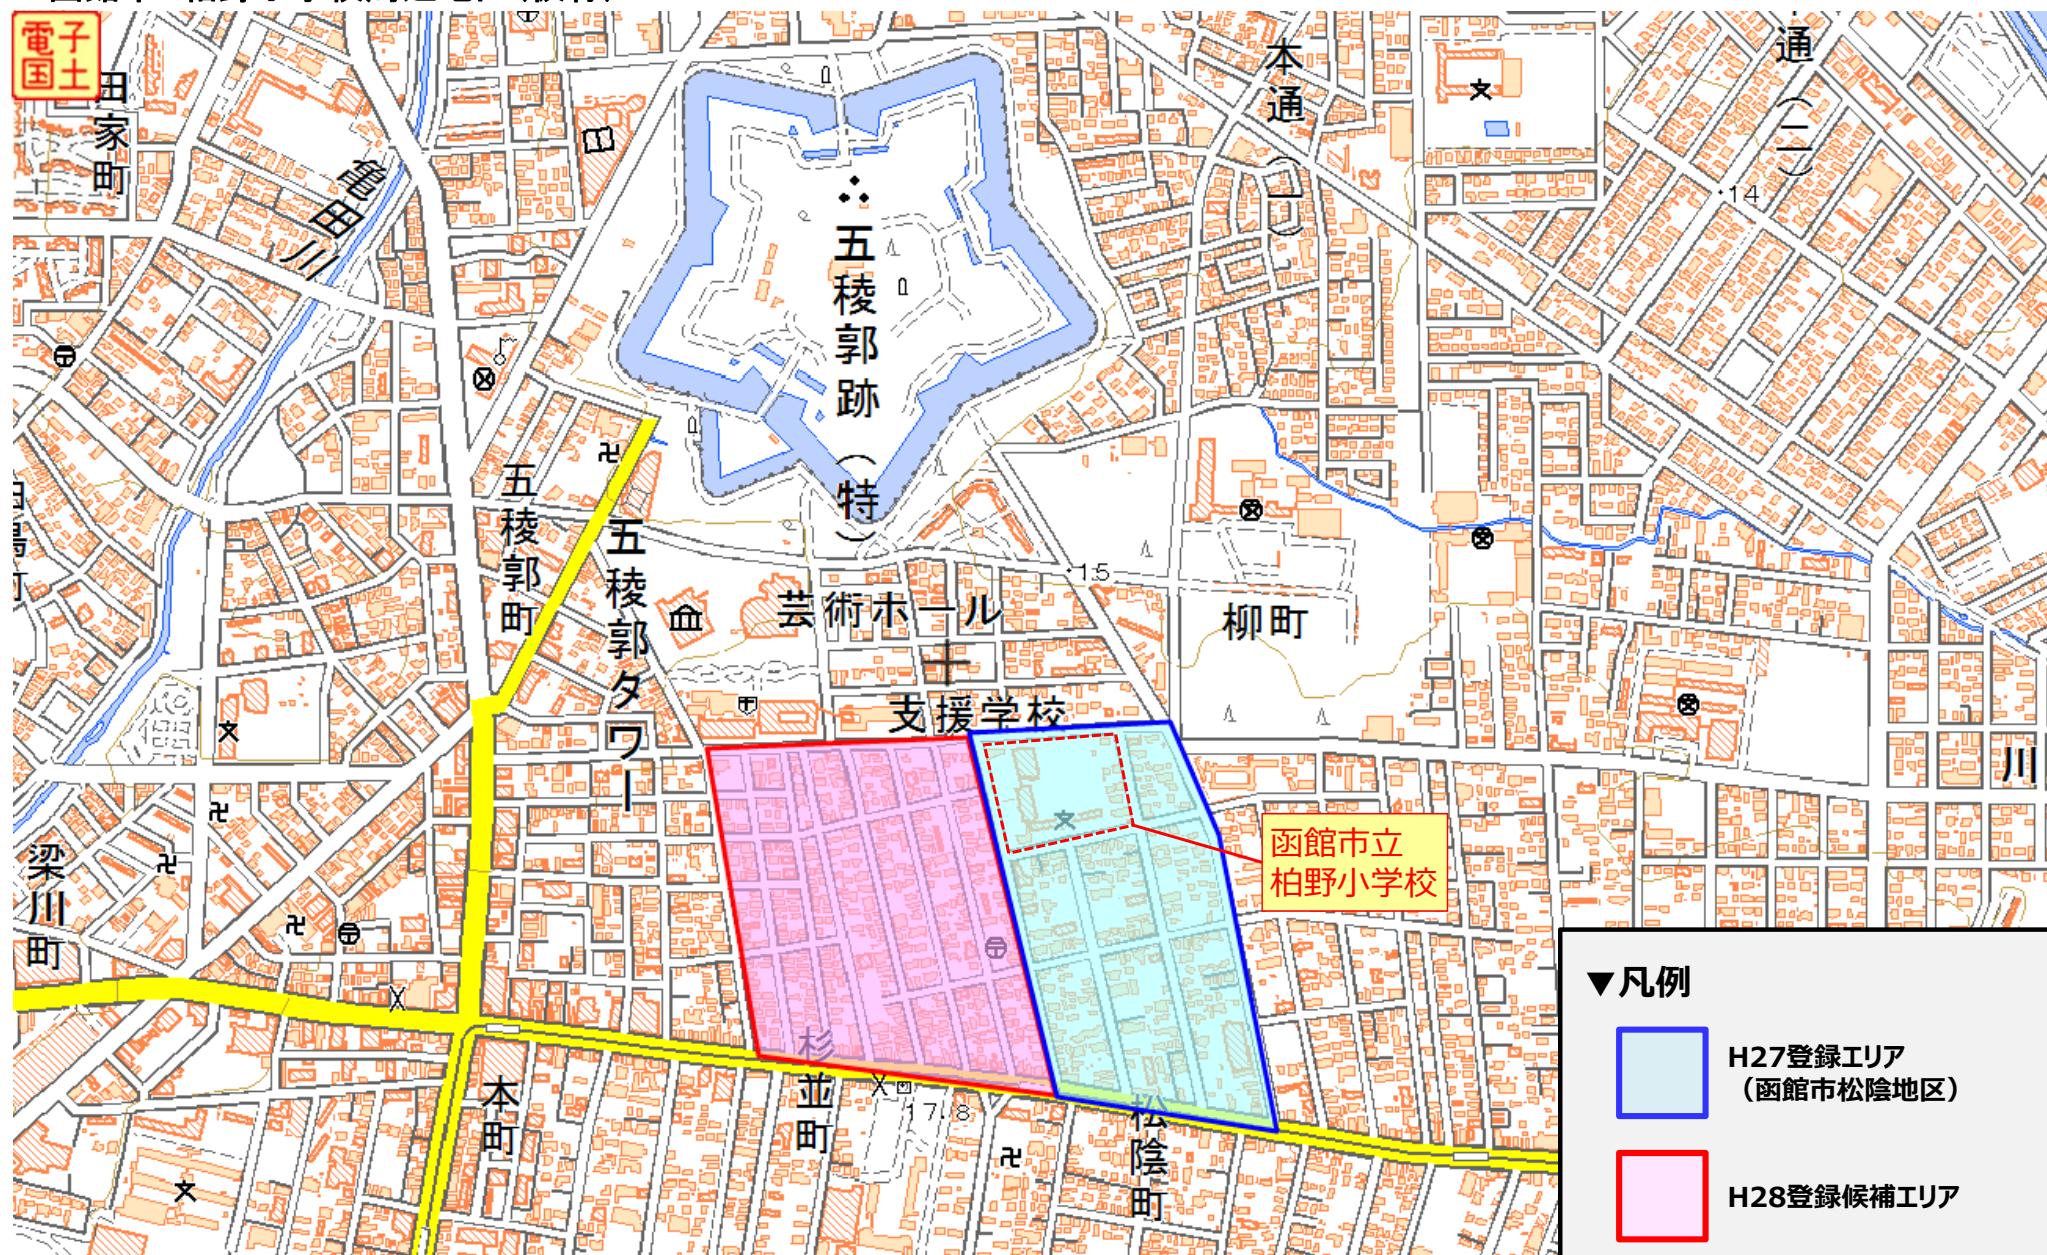 電子
国土
田家町
亀田川
五稜郭跡(特)
本通(一)
通(二)
・14
五稜郭町
五稜郭タワー
芸術ホール
・15
柳町
支援学校
川
函館市立
柏野小学校
梁川町
杉並町
本町
17.8
松陰町
▼凡例
H27登録エリア
(函館市松陰地区)
H28登録候補エリア